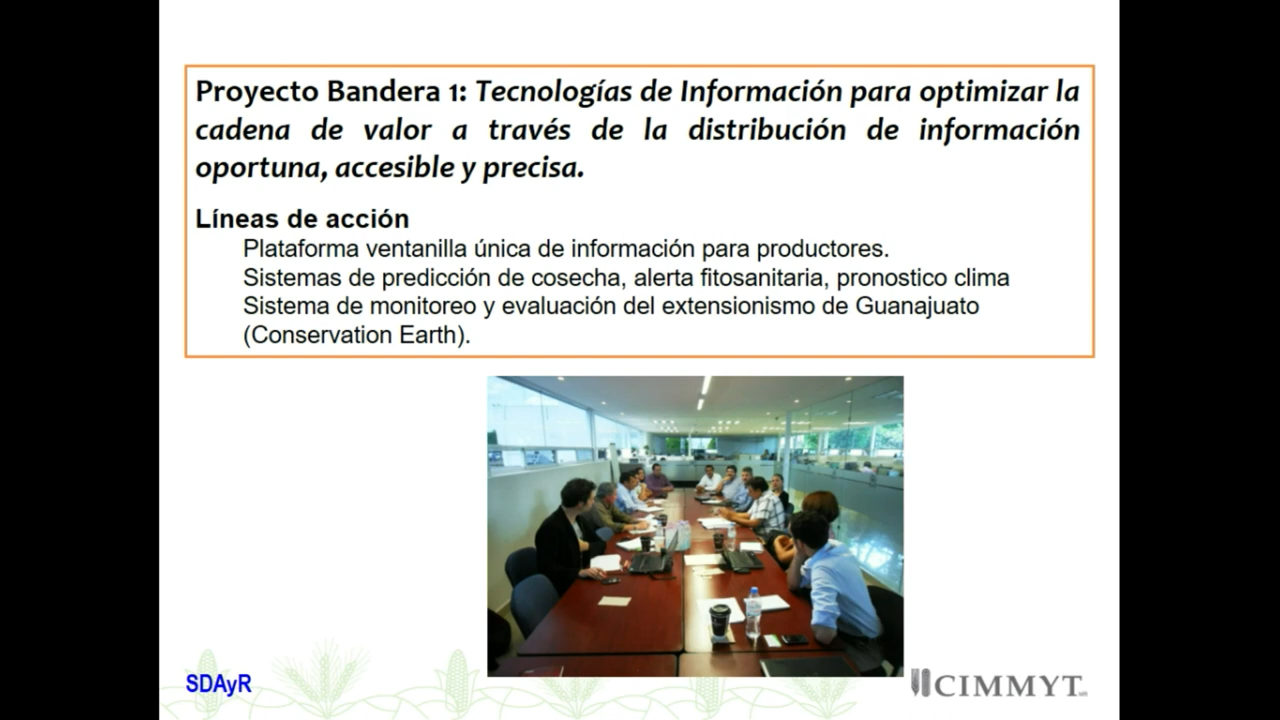 Proyecto Bandera 1: Tecnologías de Información para optimizar la
cadena de valor a través de la distribución de información
oportuna, accesible y precisa.
Líneas de acción
Plataforma ventanilla única de información para productores.
Sistemas de predicción de cosecha, alerta fitosanitaria, pronostico clima
Sistema de monitoreo y evaluación del extensionismo de Guanajuato
(Conservation Earth).
SDAyR
CIMMYT